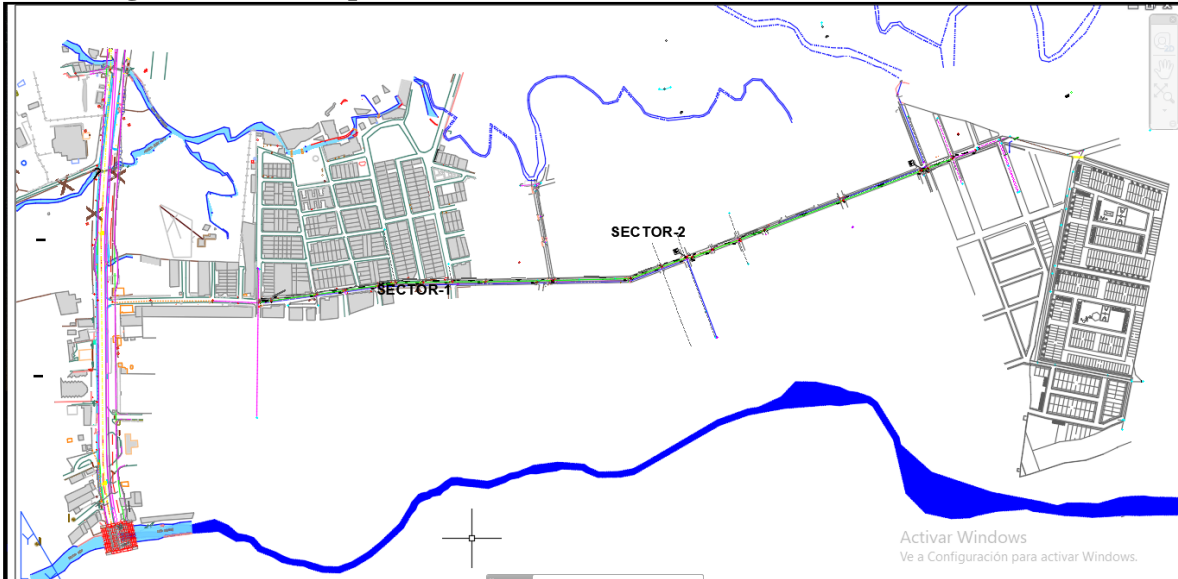 SECTOR-2
SECTOR-1
Activar Windows
Ve a Configuración para activar Windows.